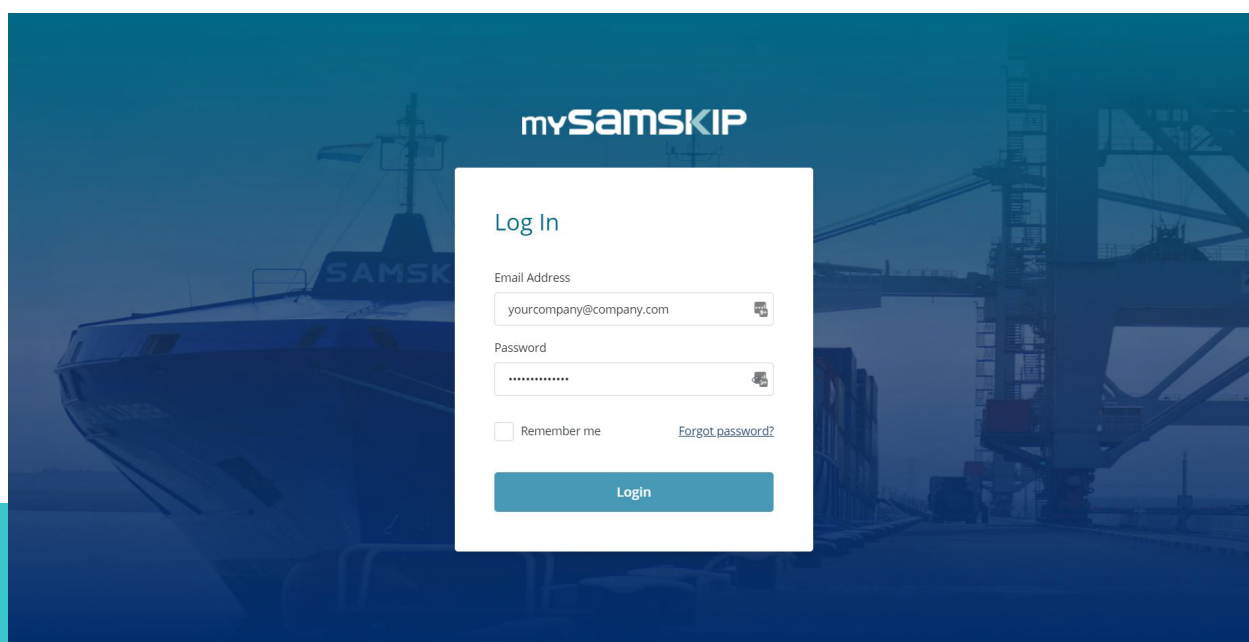 mysamskip
Log In
SAMSK
Email Address
yourcompany@company.com
Password
••••••••••••••
Remember me
Forgot password?
Login